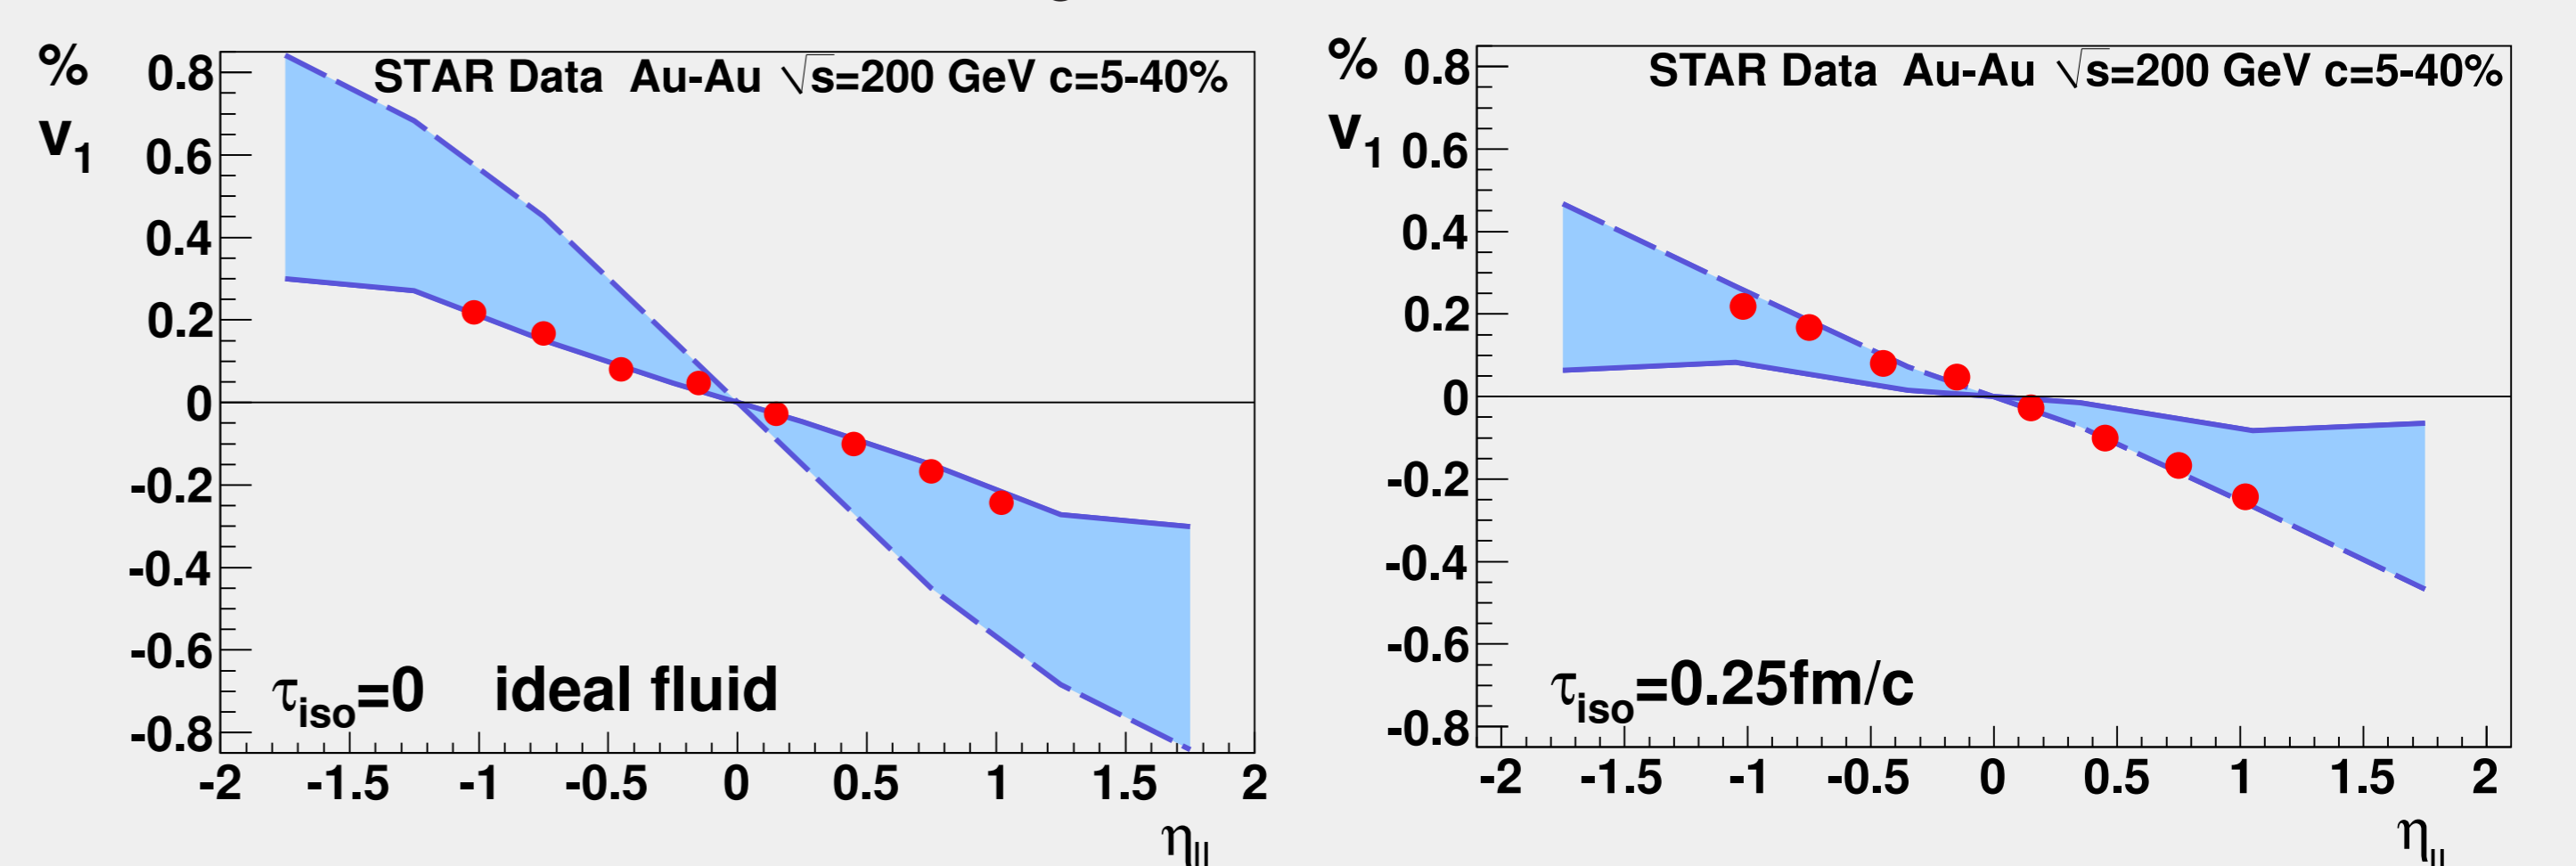 %
v1
0.8
0.6
0.4
0.2
0
-0.2
-0.4
-0.6
-0.8
STAR Data Au-Au √s=200 GeV c=5-40%
τiso=0 ideal fluid
-2 -1.5 -1 -0.5 0 0.5 1 1.5 2
η||
%
v1
0.8
0.6
0.4
0.2
0
-0.2
-0.4
-0.6
-0.8
STAR Data Au-Au √s=200 GeV c=5-40%
τiso=0.25fm/c
-2 -1.5 -1 -0.5 0 0.5 1 1.5 2
η||